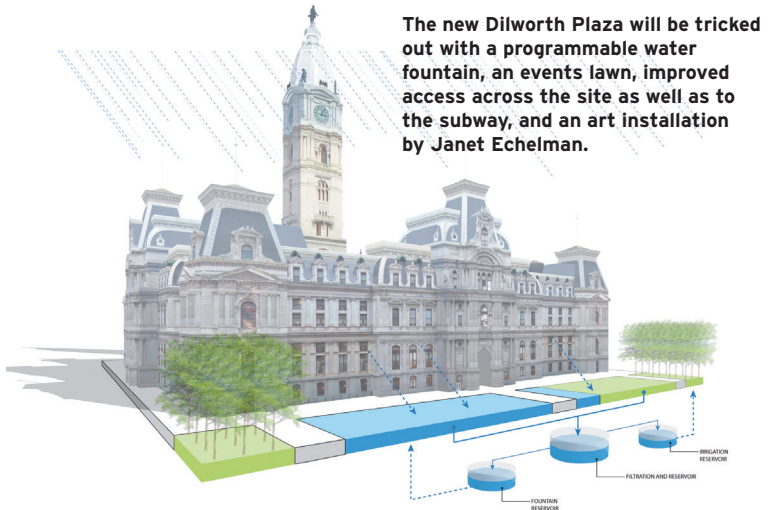 The new Dilworth Plaza will be tricked
out with a programmable water
fountain, an events lawn, improved
access across the site as well as to
the subway, and an art installation
by Janet Echelman.
IRRIGATION
RESERVOIR
FILTRATION AND RESERVOIR
FOUNTAIN
RESERVOIR